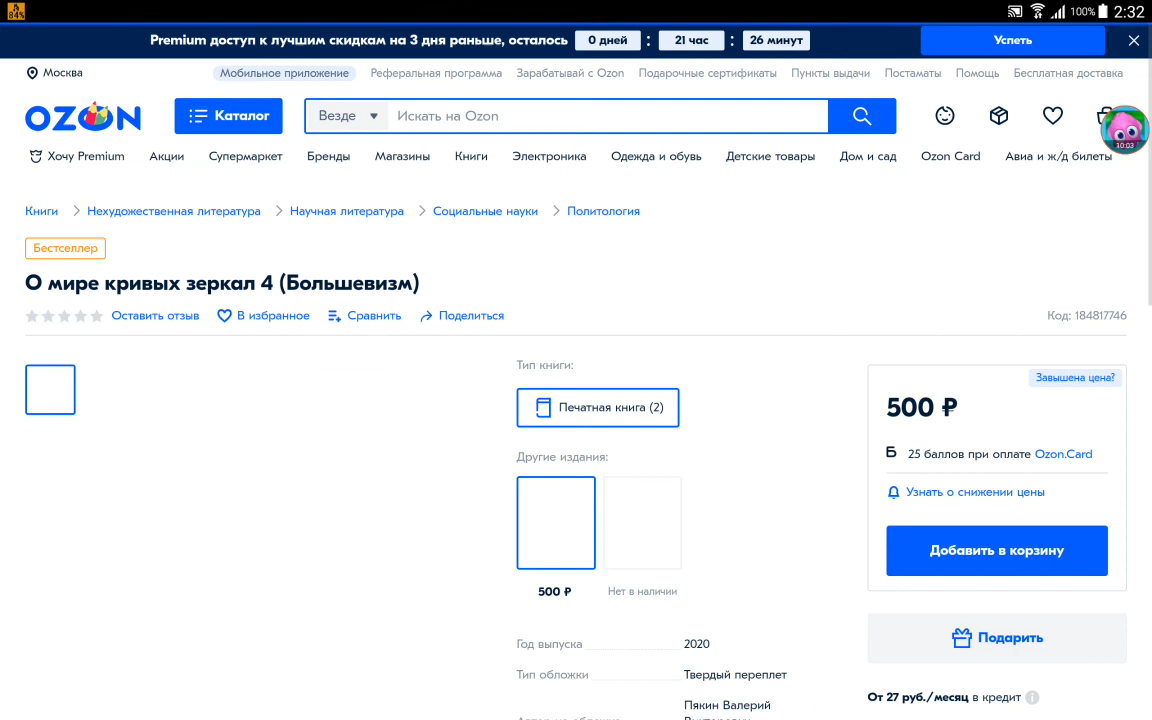 84%
100% 2:32
Premium доступ к лучшим скидкам на 3 дня раньше, осталось 0 дней : 21 час : 26 минут Успеть
Москва Мобильное приложение Реферальная программа Зарабатывай с Ozon Подарочные сертификаты Пункты выдачи Постаматы Помощь Бесплатная доставка
OZON Каталог Везде Искать на Ozon
10:03
Хочу Premium Акции Супермаркет Бренды Магазины Книги Электроника Одежда и обувь Детские товары Дом и сад Ozon Card Авиа и ж/д билеты
Книги Нехудожественная литература Научная литература Социальные науки Политология
Бестселлер
О мире кривых зеркал 4 (Большевизм)
Оставить отзыв В избранное Сравнить Поделиться Код: 184817746
Тип книги:
Печатная книга (2)
Другие издания:
500 ₽ Нет в наличии
Год выпуска 2020
Тип обложки Твердый переплет
Пякин Валерий
Завышена цена?
500 ₽
Б 25 баллов при оплате Ozon.Card
Узнать о снижении цены
Добавить в корзину
Подарить
От 27 руб./месяц в кредит